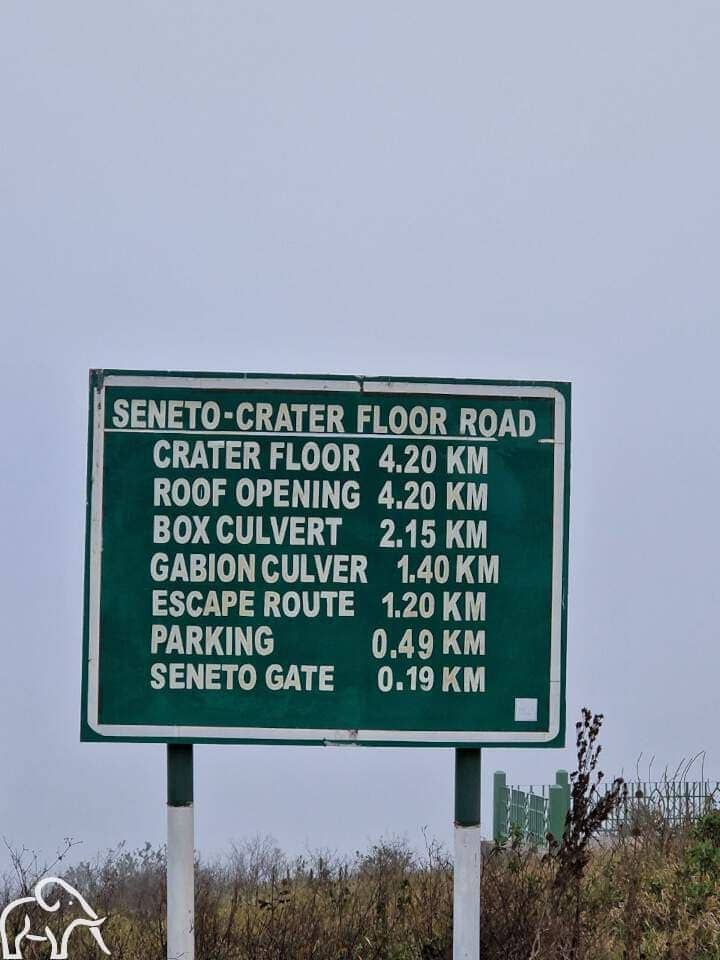 SENETO-CRATER FLOOR ROAD
CRATER FLOOR 4.20 KM
ROOF OPENING 4.20 KM
BOX CULVERT 2.15 KM
GABION CULVER 1.40 KM
ESCAPE ROUTE 1.20 KM
PARKING 0.49 KM
SENETO GATE 0.19 KM